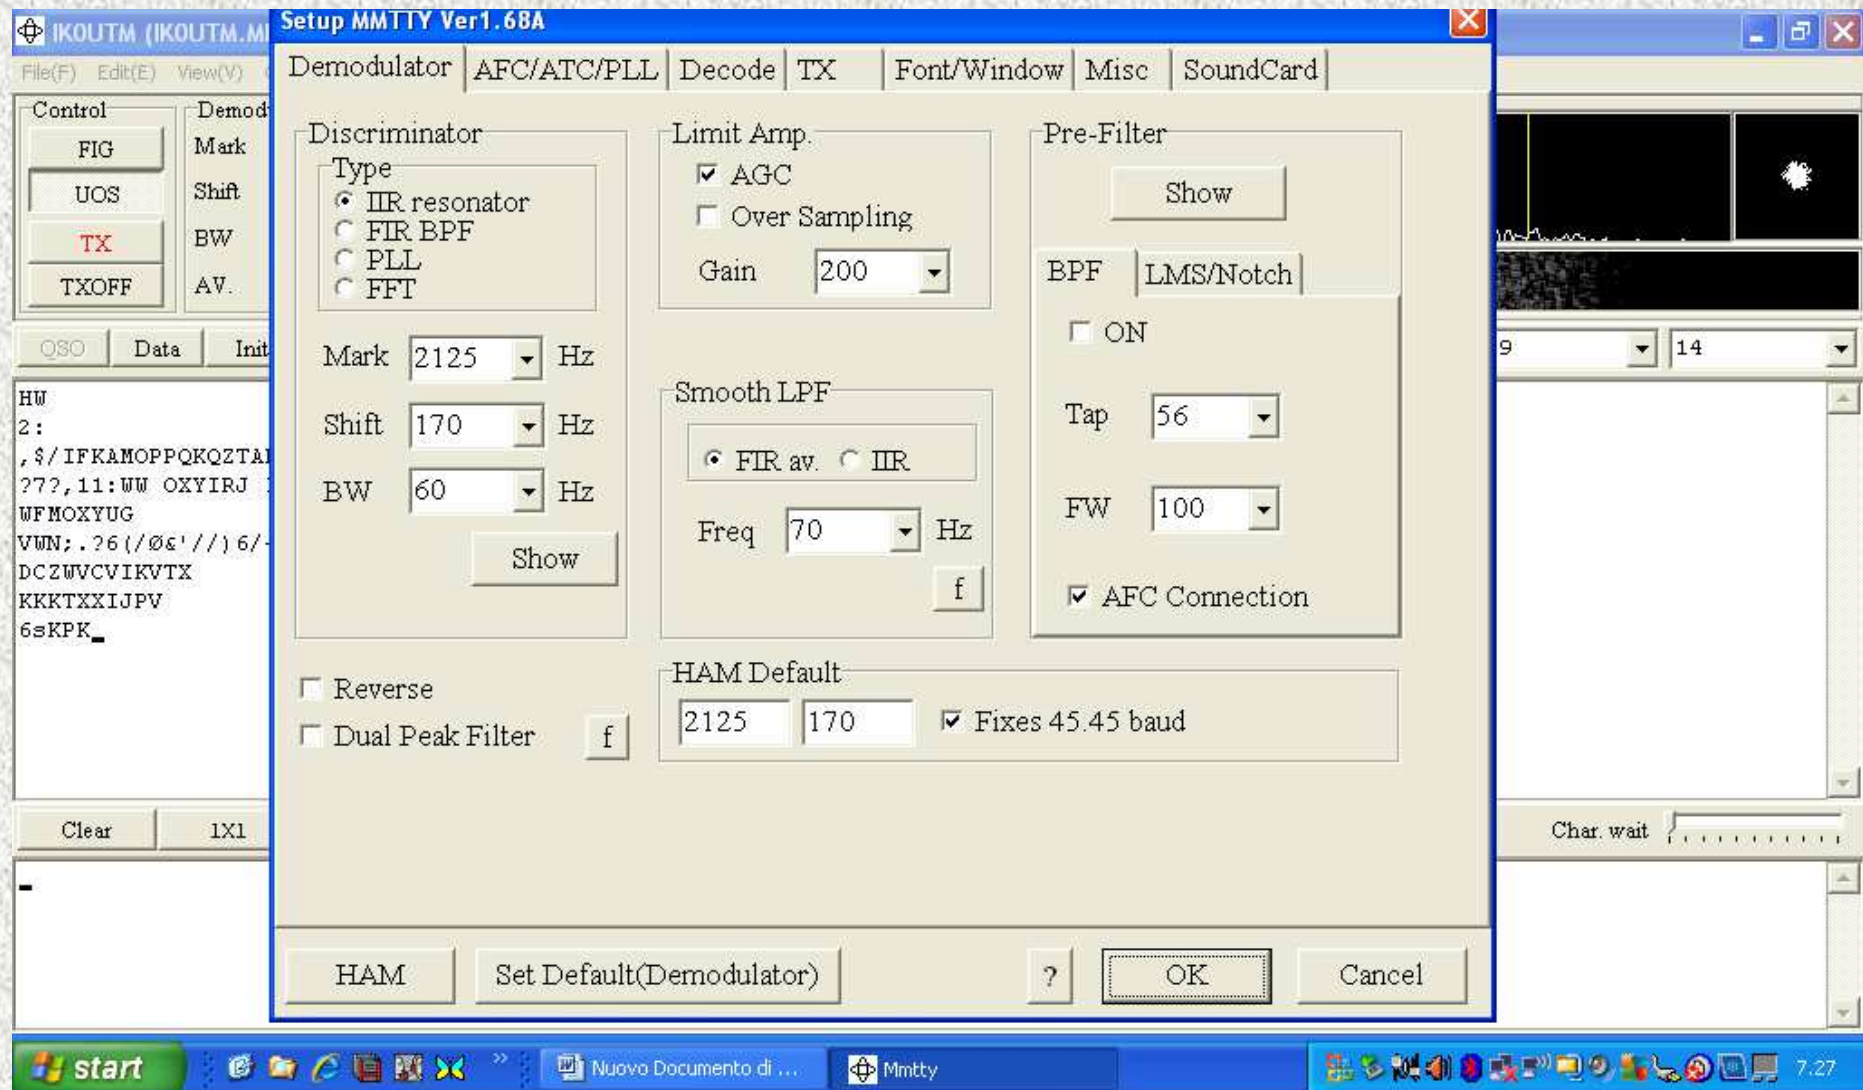 IK0UTM (IK0UTM.M
Setup MMTTY Ver1.68A
File(F) Edit(E) View(V)
Demodulator AFC/ATC/PLL Decode TX Font/Window Misc SoundCard
Control
FIG
UOS
TX
TXOFF
Demod
Mark
Shift
BW
AV.
QSO Data Init
HW
2:
,$/IFKAMOPPQKQZTA
?7?,11:WW OXYIRJ
WFMOXYUG
VWN;.?6(/Ø&'//)6/-
DCZWVCVIKVTX
KKKTXXIJPV
6sKPK_
Clear 1X1
Discriminator
Type
IIR resonator
FIR BPF
PLL
FFT
Mark 2125 Hz
Shift 170 Hz
BW 60 Hz
Show
Reverse
Dual Peak Filter f
Limit Amp.
AGC
Over Sampling
Gain 200
Smooth LPF
FIR av. IIR
Freq 70 Hz
f
Pre-Filter
Show
BPF LMS/Notch
ON
Tap 56
FW 100
AFC Connection
HAM Default
2125 170 Fixes 45.45 baud
HAM Set Default(Demodulator) ? OK Cancel
9 14
Char. wait
start Nuovo Documento di ... Mmtty 7.27